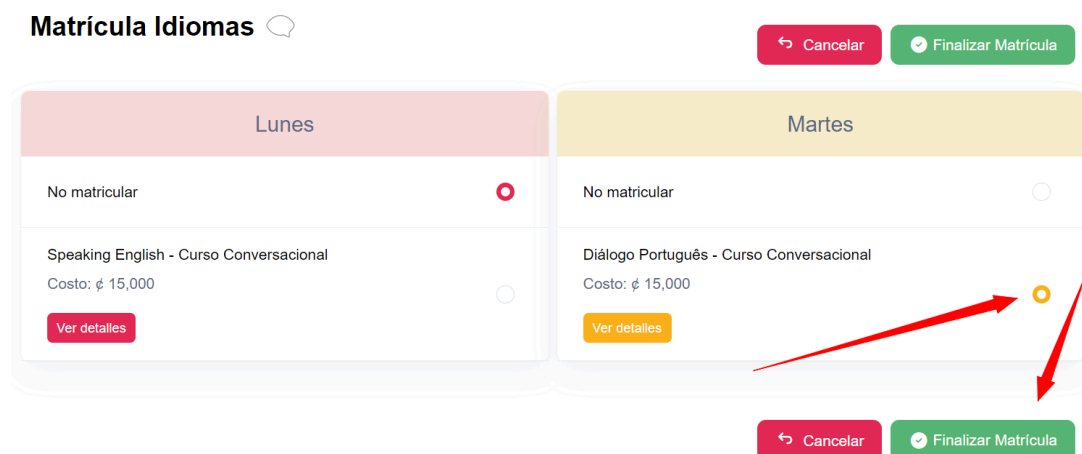 Matrícula Idiomas
Cancelar
Finalizar Matrícula
Lunes
No matricular
Speaking English - Curso Conversacional
Costo: ¢ 15,000
Ver detalles
Martes
No matricular
Diálogo Português - Curso Conversacional
Costo: ¢ 15,000
Ver detalles
Cancelar
Finalizar Matrícula